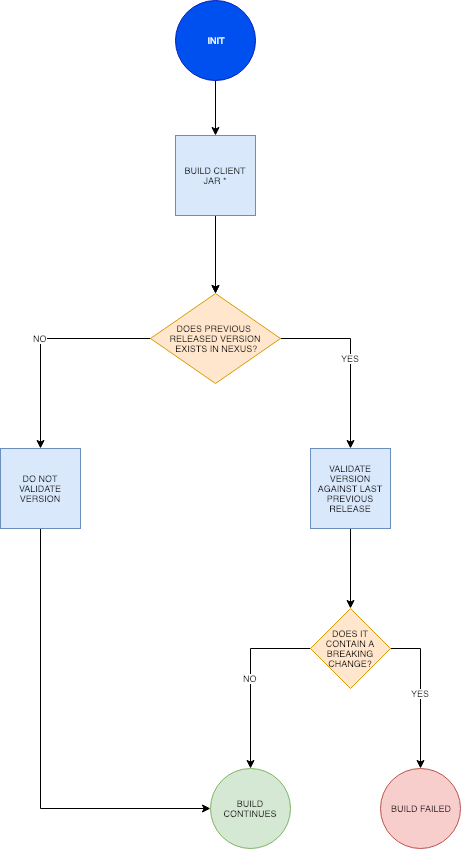 INIT
BUILD CLIENT
JAR *
DOES PREVIOUS
RELEASED VERSION
EXISTS IN NEXUS?
NO
YES
DO NOT
VALIDATE
VERSION
VALIDATE
VERSION
AGAINST LAST
PREVIOUS
RELEASE
DOES IT
CONTAIN A
BREAKING
CHANGE?
NO
YES
BUILD
CONTINUES
BUILD FAILED